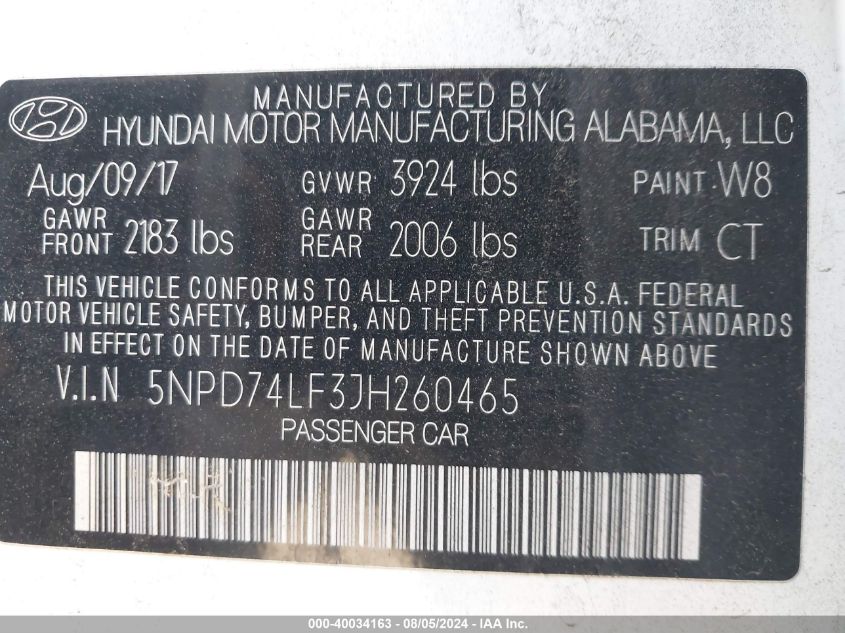 MANUFACTURED BY
HYUNDAI MOTOR MANUFACTURING ALABAMA, LLC
Aug/09/17 GVWR 3924 lbs PAINT W8
GAWR FRONT 2183 lbs GAWR REAR 2006 lbs TRIM CT
THIS VEHICLE CONFORMS TO ALL APPLICABLE U.S.A. FEDERAL
MOTOR VEHICLE SAFETY, BUMPER, AND THEFT PREVENTION STANDARDS
IN EFFECT ON THE DATE OF MANUFACTURE SHOWN ABOVE
V.I.N 5NPD74LF3JH260465
PASSENGER CAR
000-40034163 - 08/05/2024 - IAA Inc.